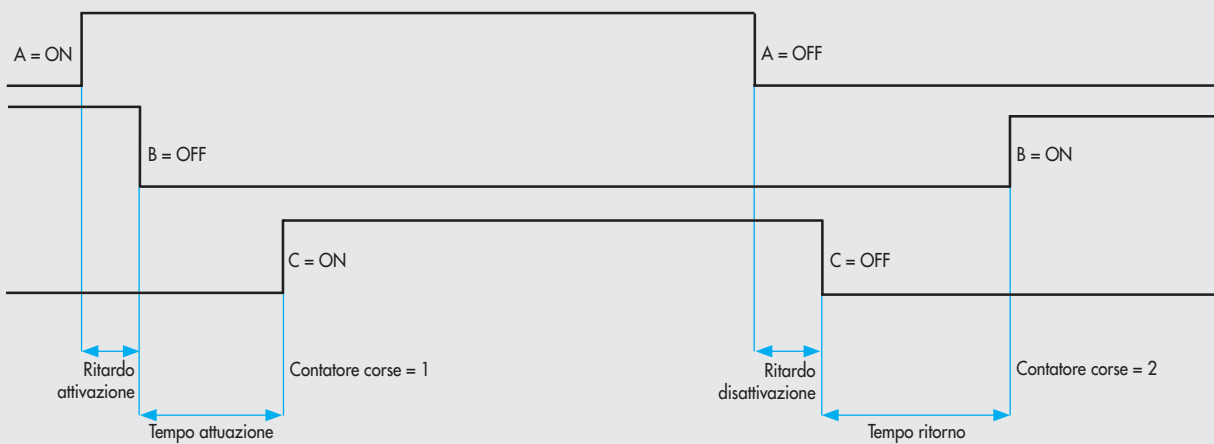 A = ON
A = OFF
B = OFF
B = ON
C = ON
C = OFF
Ritardo
attivazione
Contatore corse = 1
Ritardo
disattivazione
Contatore corse = 2
Tempo attuazione
Tempo ritorno